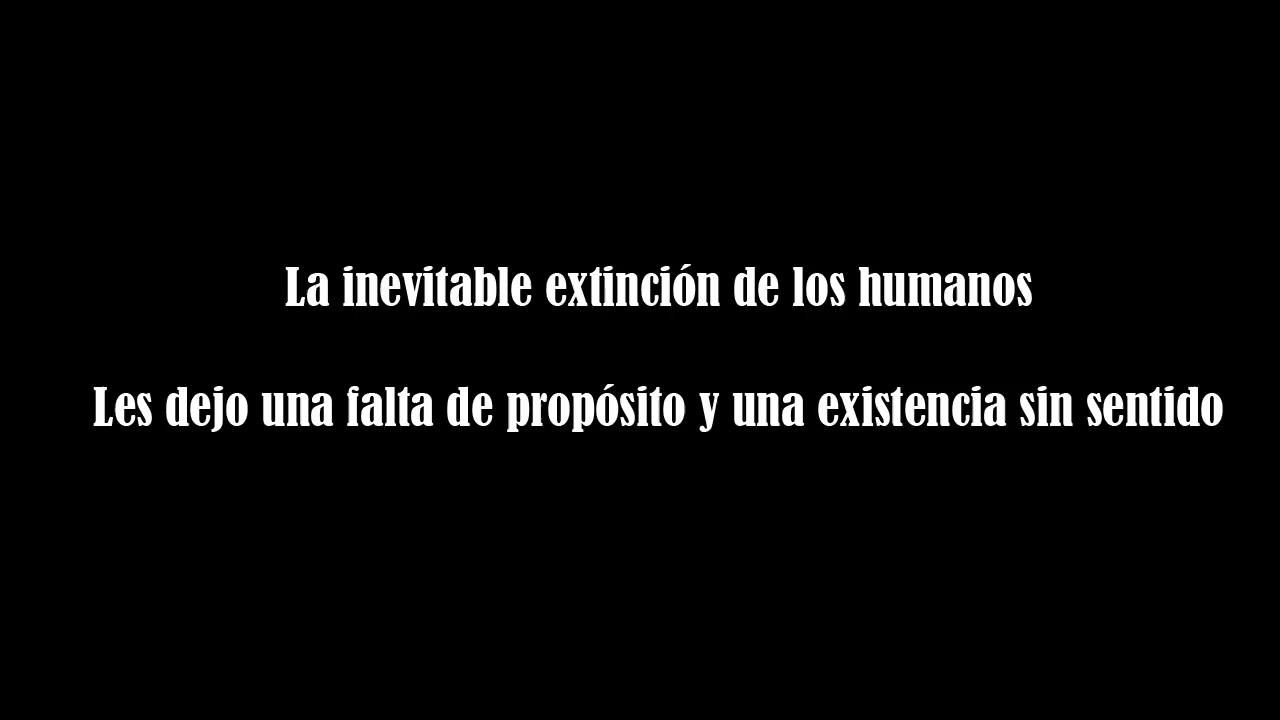 La inevitable extinción de los humanos
Les dejo una falta de propósito y una existencia sin sentido